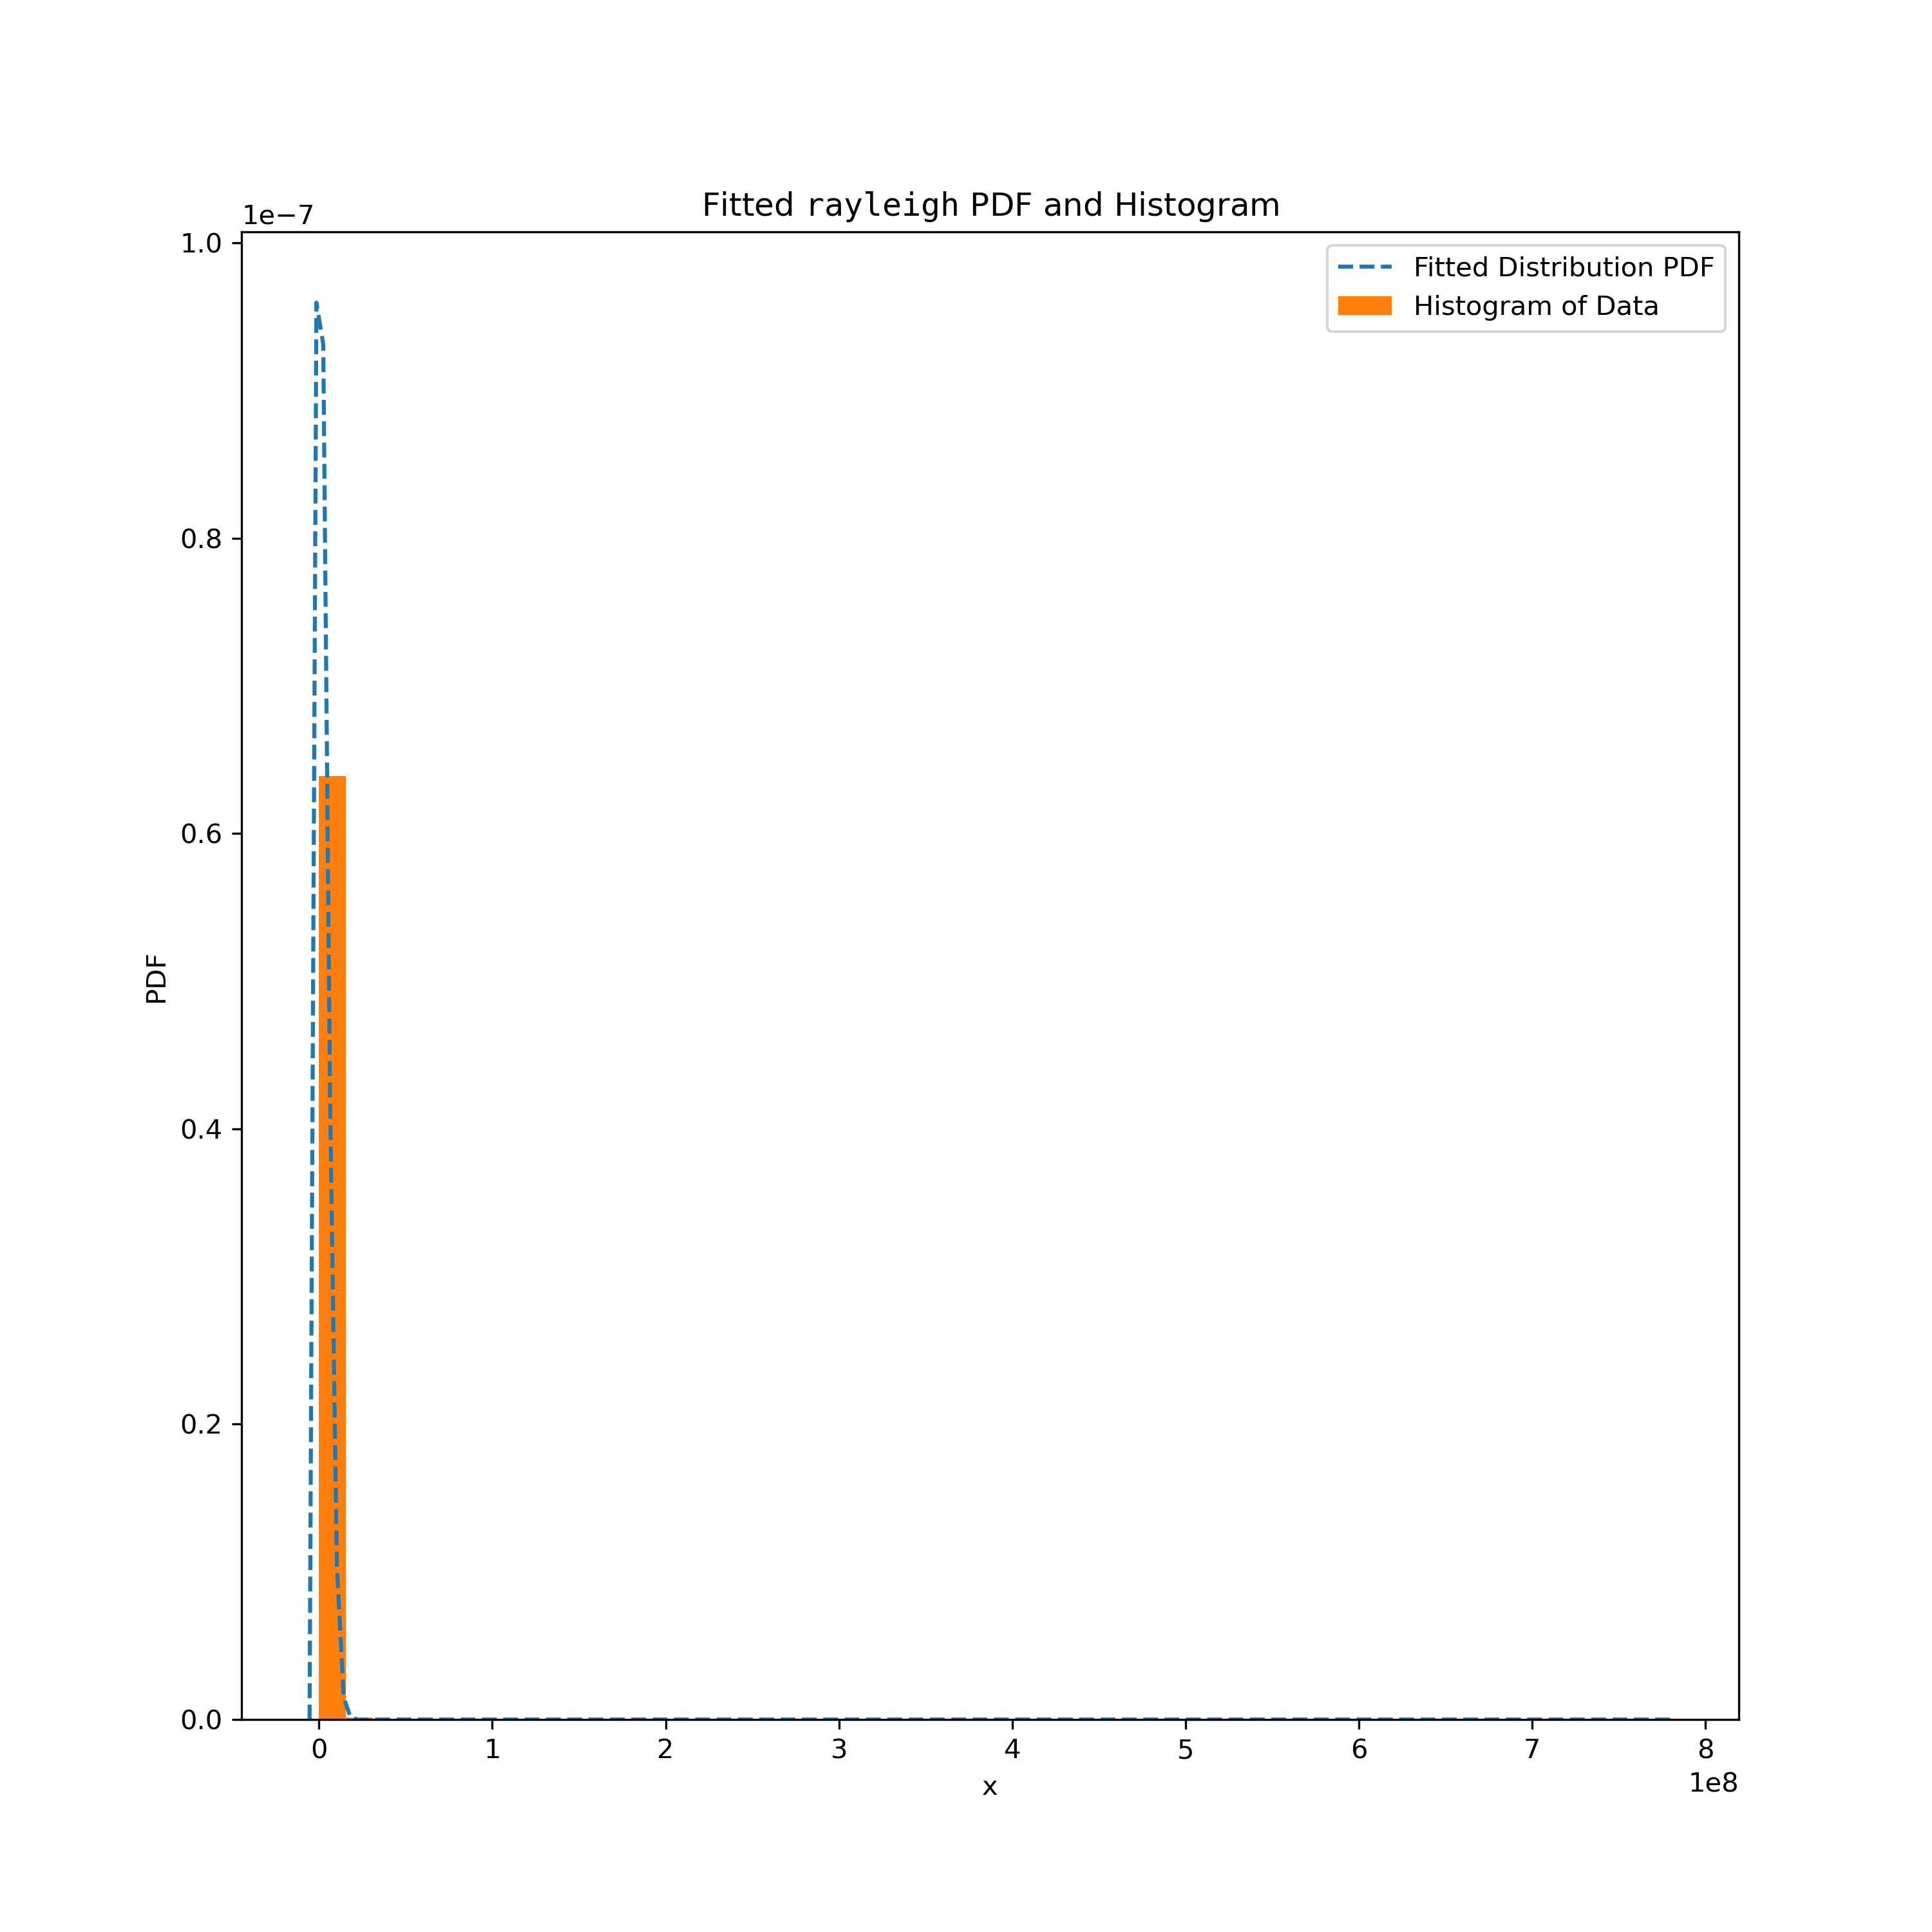 Fitted rayleigh PDF and Histogram
1e−7
1.0
0.8
0.6
0.4
0.2
0.0
PDF
Fitted Distribution PDF
Histogram of Data
0 1 2 3 4 5 6 7 8
x
1e8